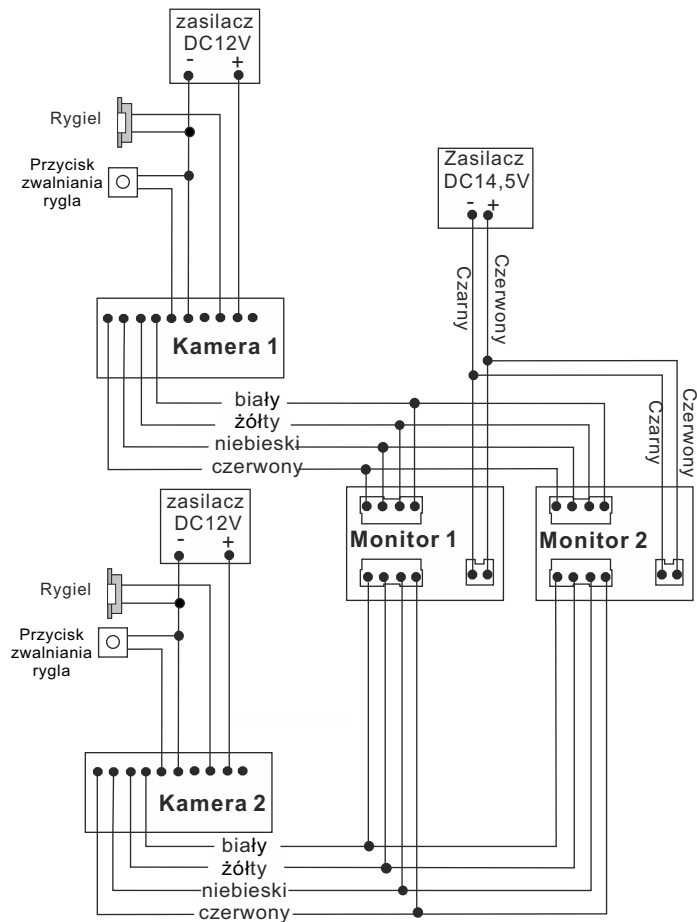 zasilacz
DC12V
- +
Rygiel
Przycisk
zwalniania
rygla
Zasilacz
DC14,5V
- +
Czarny
Czerwony
Kamera 1
biały
żółty
niebieski
czerwony
Czarny
Czerwony
zasilacz
DC12V
- +
Monitor 1
Monitor 2
Rygiel
Przycisk
zwalniania
rygla
Kamera 2
biały
żółty
niebieski
czerwony